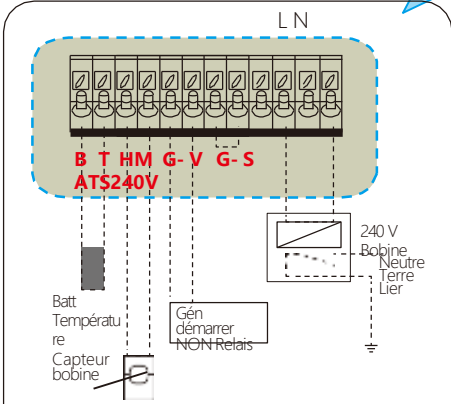 L N
B T HM G- V G- S
ATS240V
240 V
Bobine
Neutre
Terre
Lier
Batt
Températu
re
Capteur
bobine
Gén
démarrer
NON Relais